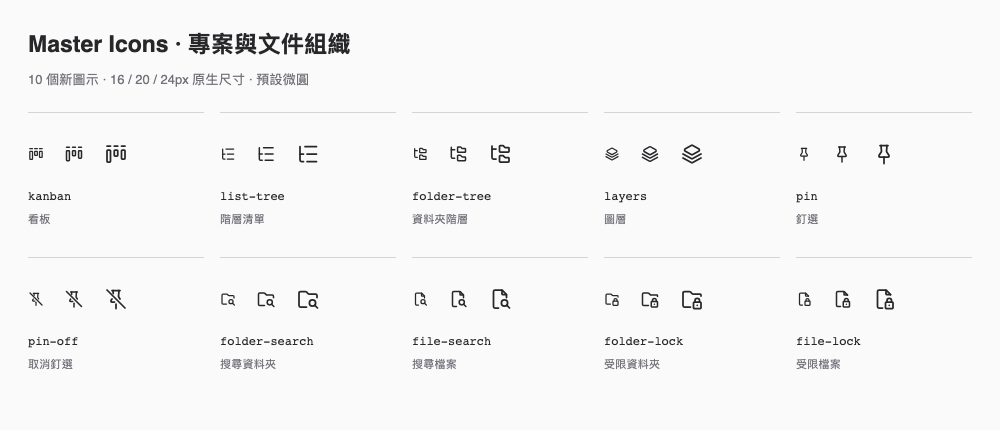 Master Icons · 專案與文件組織
10 個新圖示 · 16 / 20 / 24px 原生尺寸 · 預設微圓
kanban
看板
list-tree
階層清單
folder-tree
資料夾階層
layers
圖層
pin
釘選
pin-off
取消釘選
folder-search
搜尋資料夾
file-search
搜尋檔案
folder-lock
受限資料夾
file-lock
受限檔案